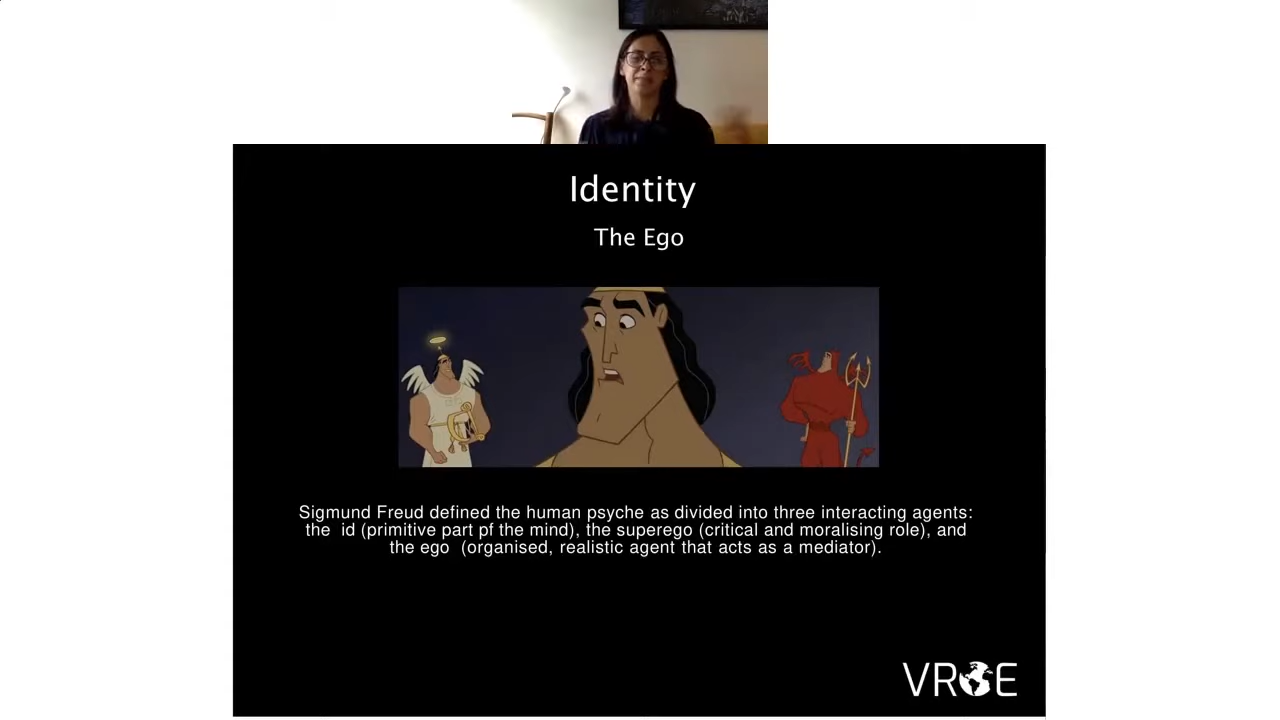 Identity
The Ego
Sigmund Freud defined the human psyche as divided into three interacting agents:
the  id (primitive part pf the mind), the superego (critical and moralising role), and
the ego  (organised, realistic agent that acts as a mediator).
VROE